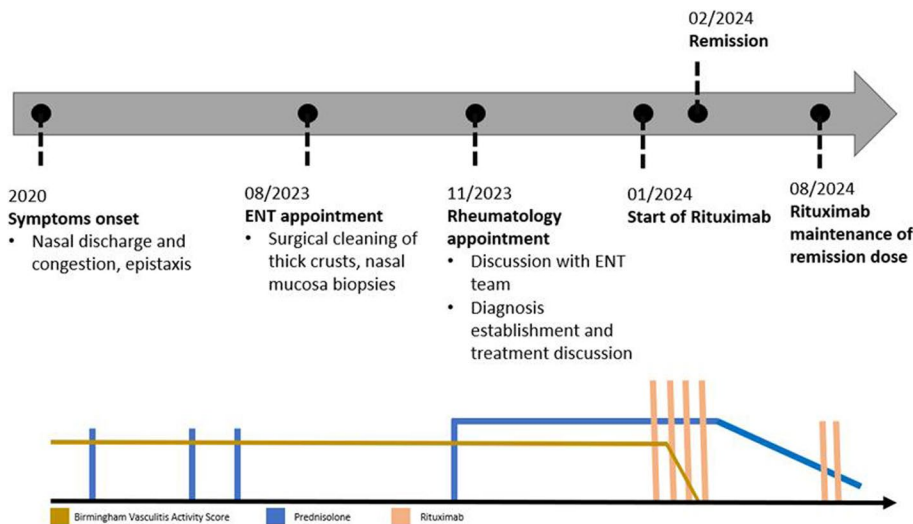 02/2024
Remission
2020
Symptoms onset
• Nasal discharge and
congestion, epistaxis
08/2023
ENT appointment
• Surgical cleaning of
thick crusts, nasal
mucosa biopsies
11/2023
Rheumatology
appointment
• Discussion with ENT
team
• Diagnosis
establishment and
treatment discussion
01/2024
Start of Rituximab
08/2024
Rituximab
maintenance of
remission dose
Birmingham Vasculitis Activity Score
Prednisolone
Rituximab